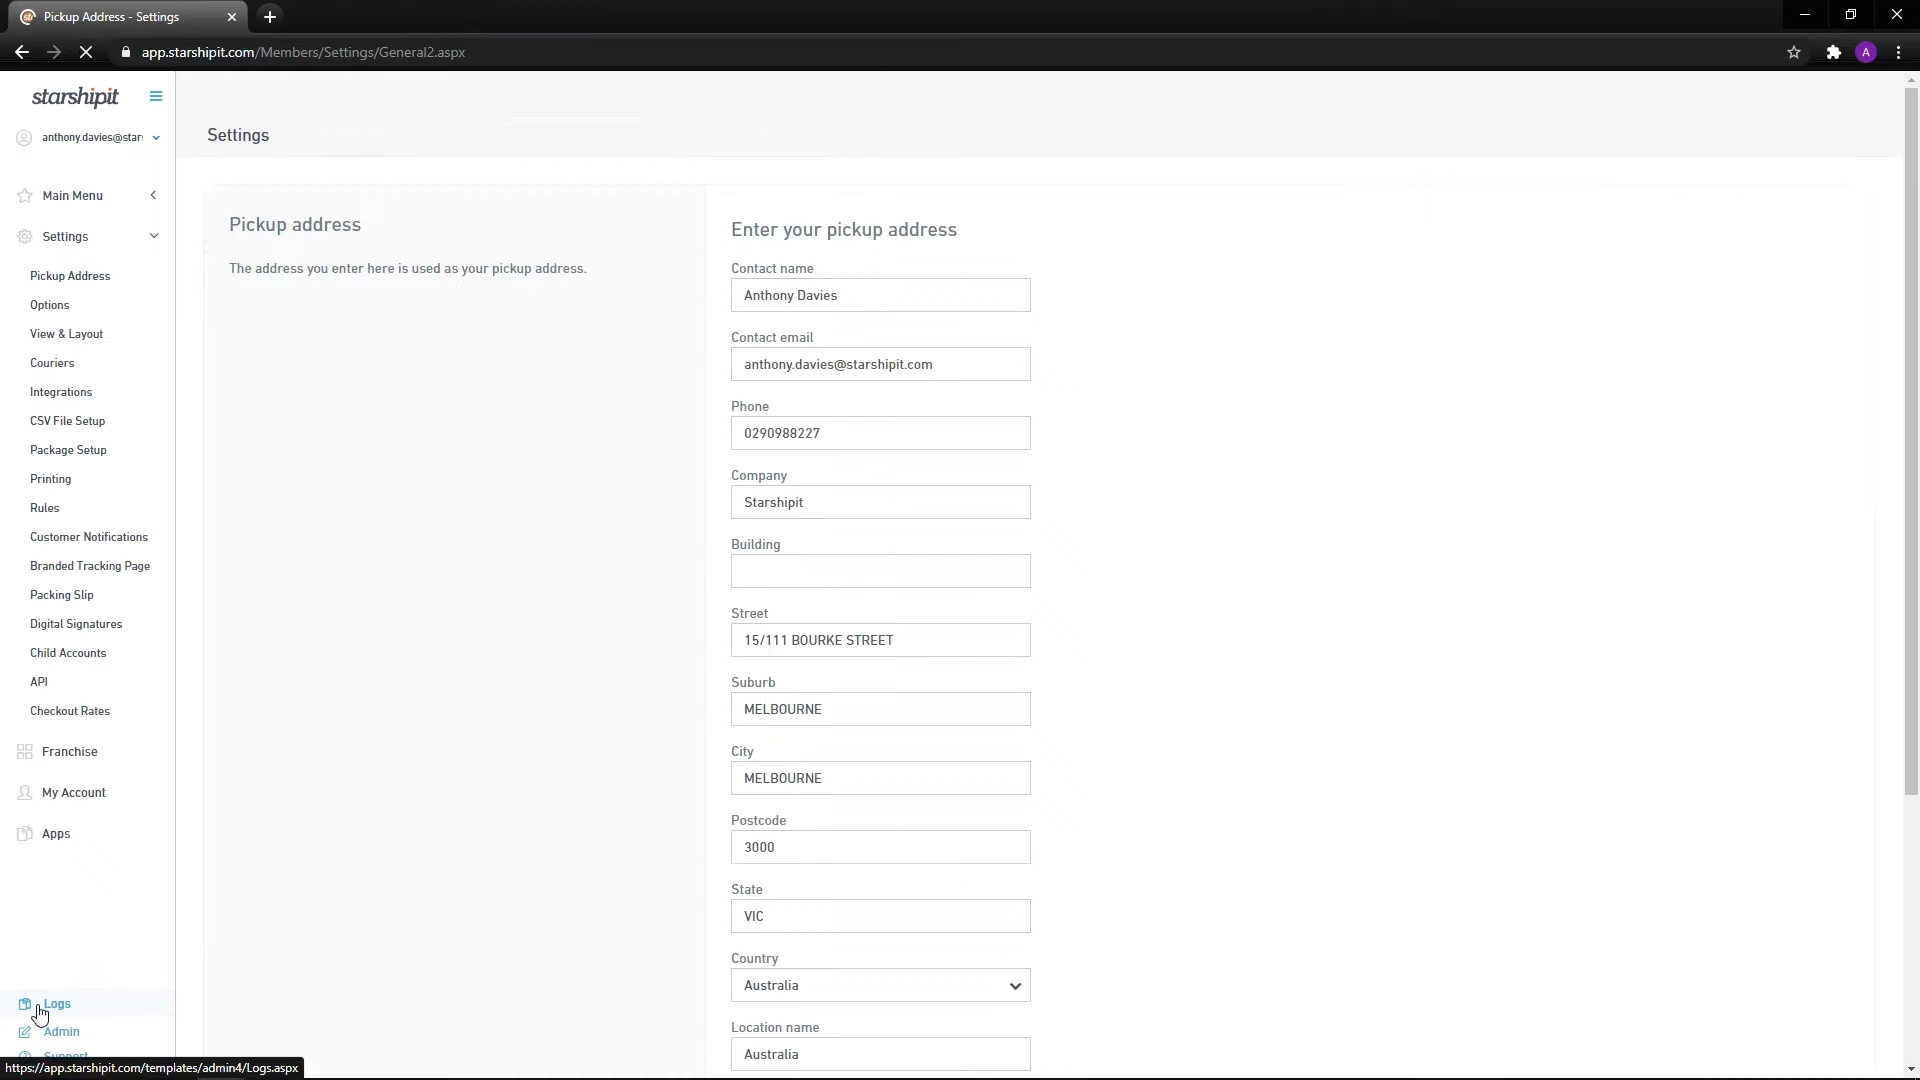 Pickup Address - Settings
app.starshipit.com/Members/Settings/General2.aspx
A
starshipit
anthony.davies@star
Settings
Main Menu
Settings
Pickup Address
Options
View & Layout
Couriers
Integrations
CSV File Setup
Package Setup
Printing
Rules
Customer Notifications
Branded Tracking Page
Packing Slip
Digital Signatures
Child Accounts
API
Checkout Rates
Franchise
My Account
Apps
Logs
Admin
Support
https://app.starshipit.com/templates/admin4/Logs.aspx
Pickup address
The address you enter here is used as your pickup address.
Enter your pickup address
Contact name
Anthony Davies
Contact email
anthony.davies@starshipit.com
Phone
0290988227
Company
Starshipit
Building
Street
15/111 BOURKE STREET
Suburb
MELBOURNE
City
MELBOURNE
Postcode
3000
State
VIC
Country
Australia
Location name
Australia